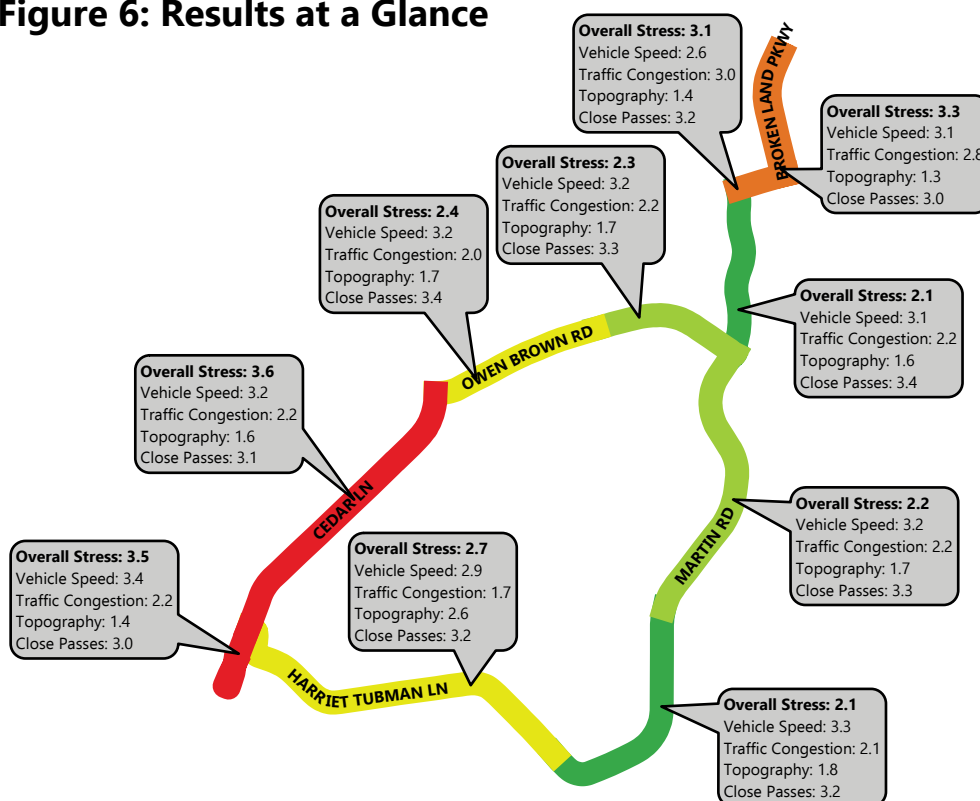 Figure 6: Results at a Glance
Overall Stress: 3.1
Vehicle Speed: 2.6
Traffic Congestion: 3.0
Topography: 1.4
Close Passes: 3.2
BROKEN LAND PKWY
Overall Stress: 3.3
Vehicle Speed: 3.1
Traffic Congestion: 2.8
Topography: 1.3
Close Passes: 3.0
Overall Stress: 2.3
Vehicle Speed: 3.2
Traffic Congestion: 2.2
Topography: 1.7
Close Passes: 3.3
Overall Stress: 2.4
Vehicle Speed: 3.2
Traffic Congestion: 2.0
Topography: 1.7
Close Passes: 3.4
Overall Stress: 2.1
Vehicle Speed: 3.1
Traffic Congestion: 2.2
Topography: 1.6
Close Passes: 3.4
OWEN BROWN RD
Overall Stress: 3.6
Vehicle Speed: 3.2
Traffic Congestion: 2.2
Topography: 1.6
Close Passes: 3.1
CEDAR LN
Overall Stress: 2.2
Vehicle Speed: 3.2
Traffic Congestion: 2.2
Topography: 1.7
Close Passes: 3.3
MARTIN RD
Overall Stress: 3.5
Vehicle Speed: 3.4
Traffic Congestion: 2.2
Topography: 1.4
Close Passes: 3.0
Overall Stress: 2.7
Vehicle Speed: 2.9
Traffic Congestion: 1.7
Topography: 2.6
Close Passes: 3.2
HARRIET TUBMAN LN
Overall Stress: 2.1
Vehicle Speed: 3.3
Traffic Congestion: 2.1
Topography: 1.8
Close Passes: 3.2